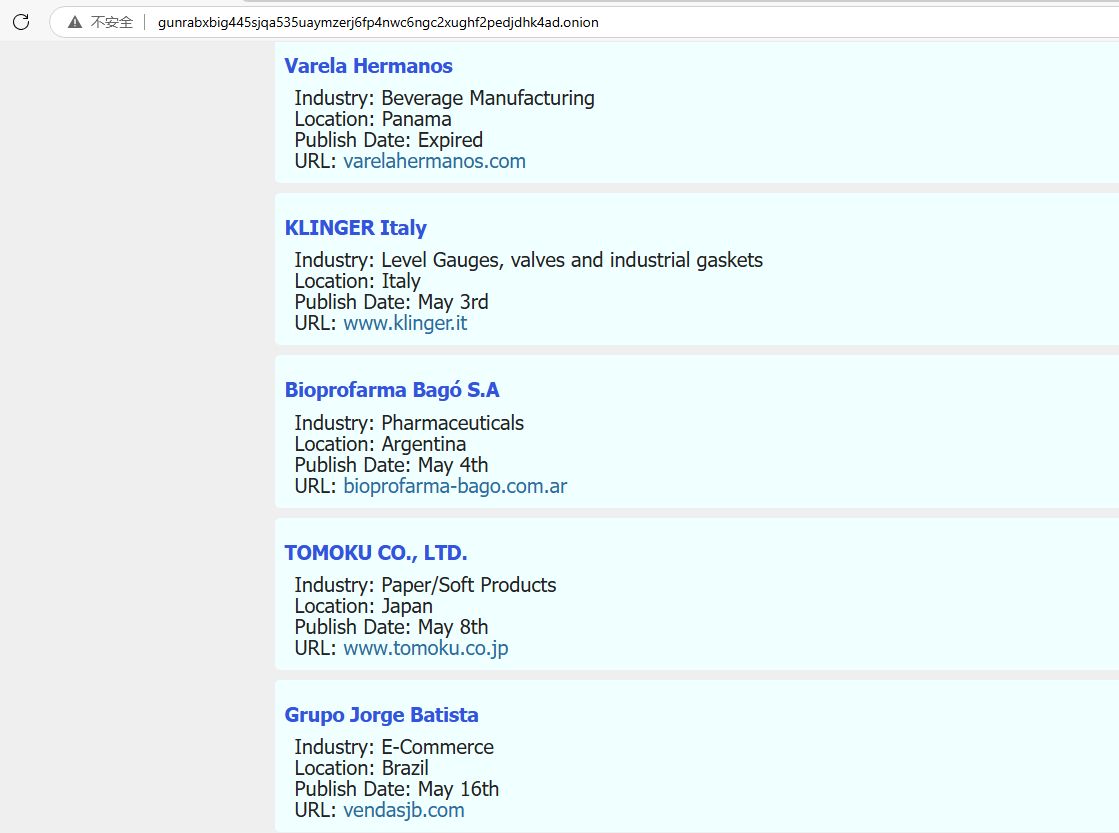 不安全 gunrabxbig445sjqa535uaymzerj6fp4nwc6ngc2xughf2pedjdhk4ad.onion
Varela Hermanos
Industry: Beverage Manufacturing
Location: Panama
Publish Date: Expired
URL: varelahermanos.com
KLINGER Italy
Industry: Level Gauges, valves and industrial gaskets
Location: Italy
Publish Date: May 3rd
URL: www.klinger.it
Bioprofarma Bagó S.A
Industry: Pharmaceuticals
Location: Argentina
Publish Date: May 4th
URL: bioprofarma-bago.com.ar
TOMOKU CO., LTD.
Industry: Paper/Soft Products
Location: Japan
Publish Date: May 8th
URL: www.tomoku.co.jp
Grupo Jorge Batista
Industry: E-Commerce
Location: Brazil
Publish Date: May 16th
URL: vendasjb.com